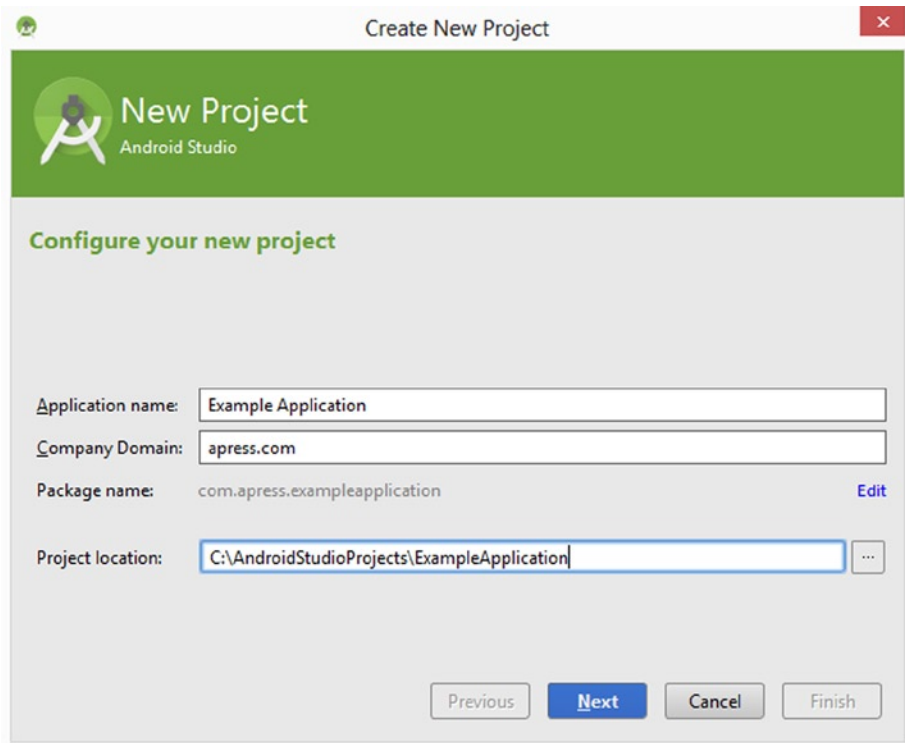 Create New Project
New Project
Android Studio
Configure your new project
Application name: Example Application
Company Domain: apress.com
Package name: com.apress.exampleapplication Edit
Project location: C:\AndroidStudioProjects\ExampleApplication ...
Previous Next Cancel Finish